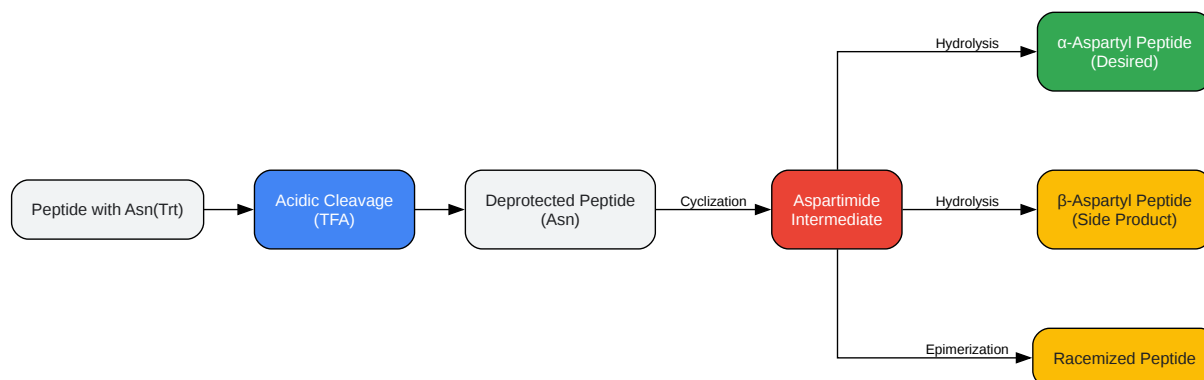 Hydrolysis
α-Aspartyl Peptide
(Desired)
Peptide with Asn(Trt)
Acidic Cleavage
(TFA)
Deprotected Peptide
(Asn)
Cyclization
Aspartimide
Intermediate
Hydrolysis
β-Aspartyl Peptide
(Side Product)
Epimerization
Racemized Peptide